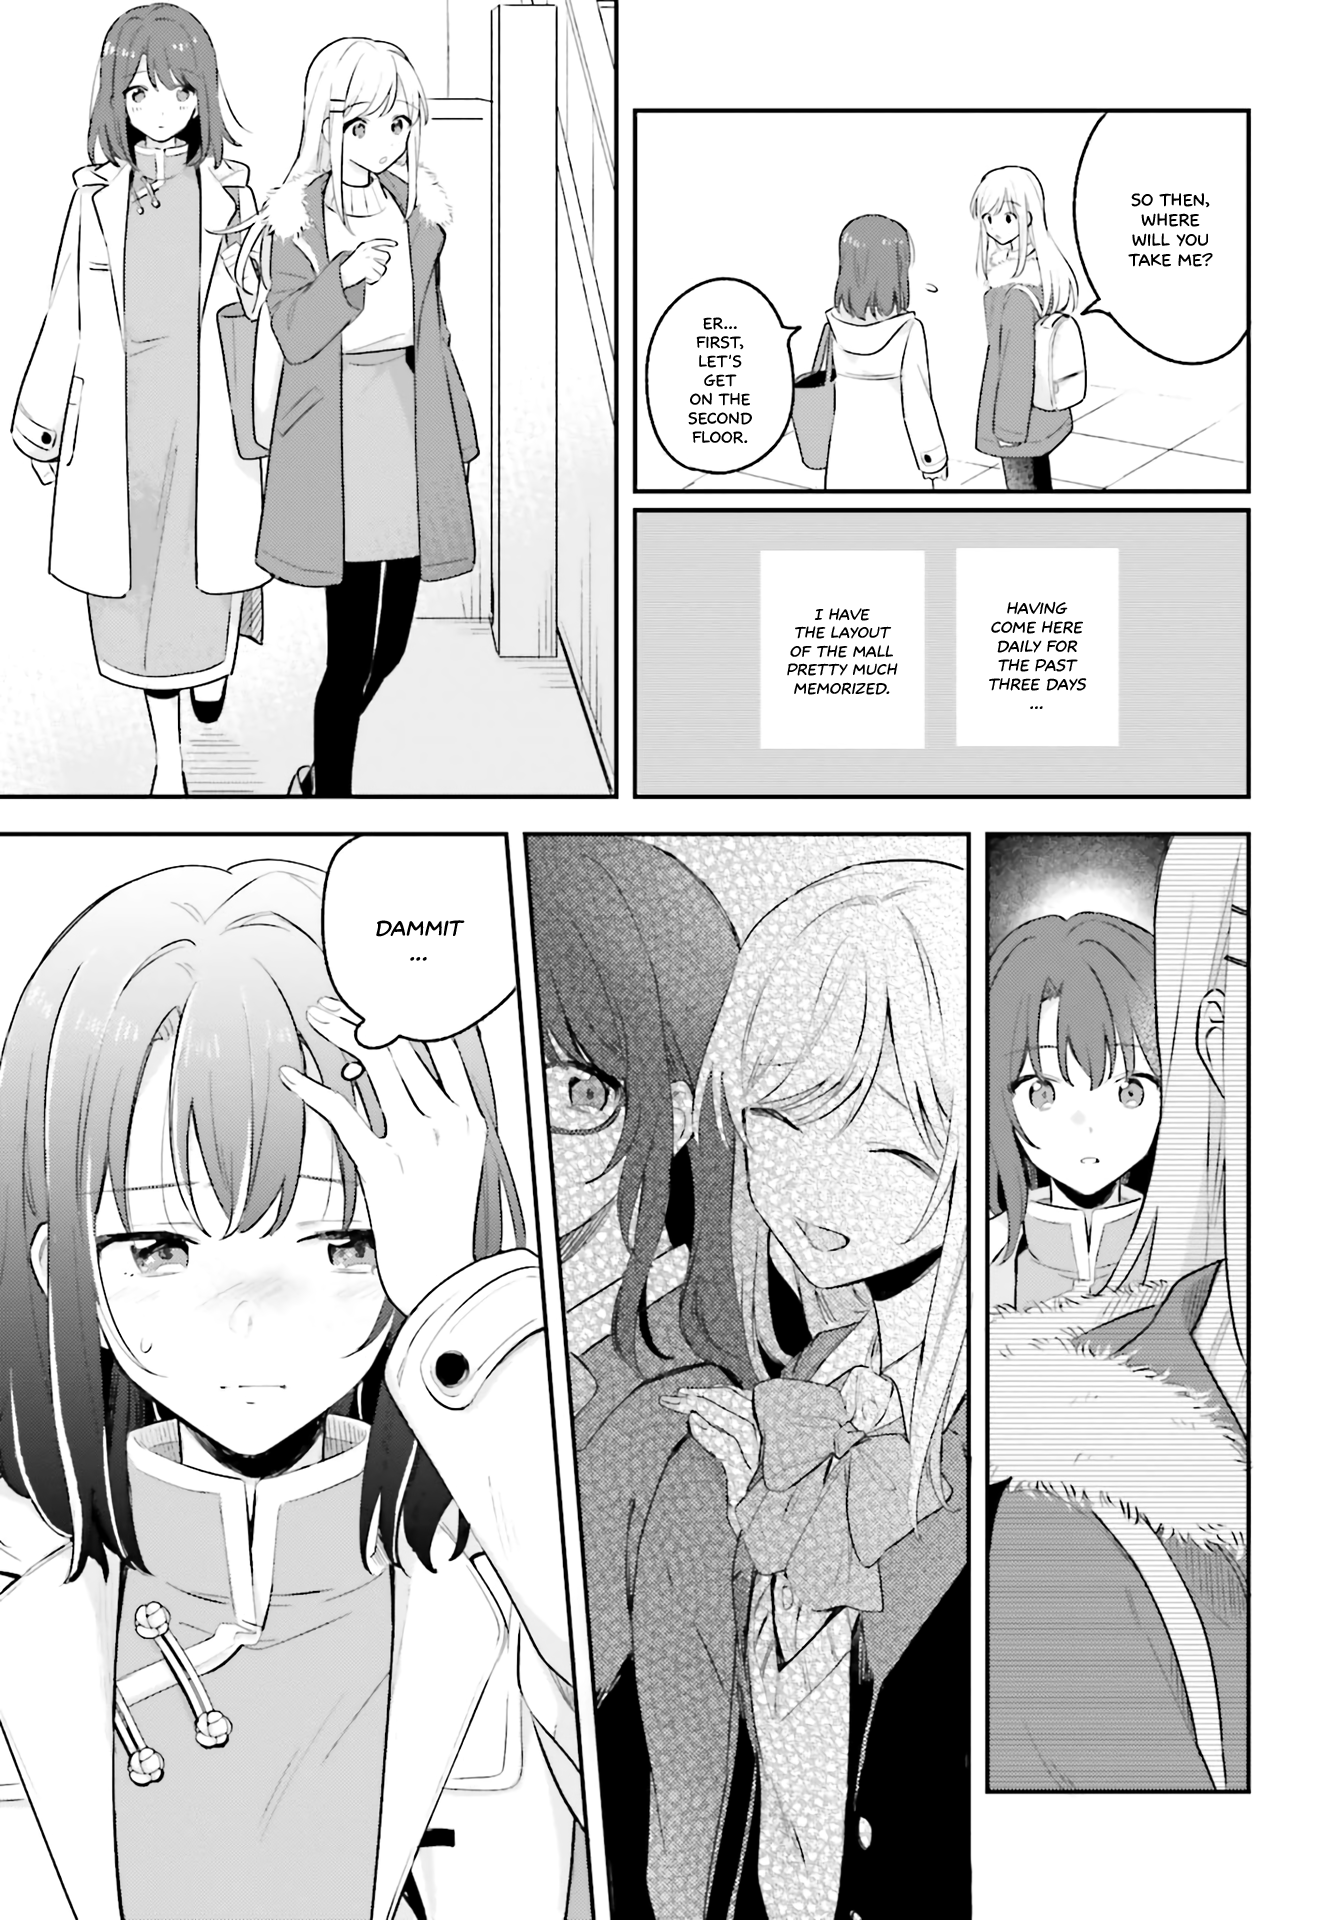 SO THEN,
WHERE
WILL YOU
TAKE ME?
ER...
FIRST,
LET'S
GET
ON THE
SECOND
FLOOR.
HAVING
COME HERE
DAILY FOR
THE PAST
THREE DAYS
...
I HAVE
THE LAYOUT
OF THE MALL
PRETTY MUCH
MEMORIZED.
DAMMIT
...